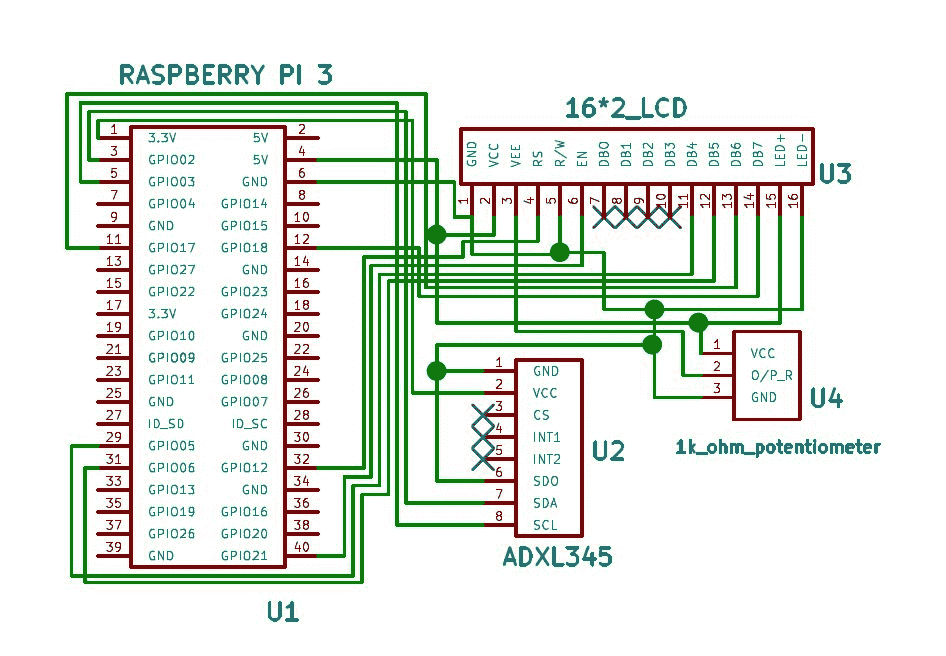 RASPBERRY PI 3
1 3.3V 5V 2
3 GPIO02 5V 4
5 GPIO03 GND 6
7 GPIO04 GPIO14 8
9 GND GPIO15 10
11 GPIO17 GPIO18 12
13 GPIO27 GND 14
15 GPIO22 GPIO23 16
17 3.3V GPIO24 18
19 GPIO10 GND 20
21 GPIO09 GPIO25 22
23 GPIO11 GPIO08 24
25 GND GPIO07 26
27 ID_SD ID_SC 28
29 GPIO05 GND 30
31 GPIO06 GPIO12 32
33 GPIO13 GND 34
35 GPIO19 GPIO16 36
37 GPIO26 GPIO20 38
39 GND GPIO21 40
U1
16*2_LCD
GND VCC VEE RS R/W EN DB0 DB1 DB2 DB3 DB4 DB5 DB6 DB7 LED+ LED-
1 2 3 4 5 6 7 8 9 10 11 12 13 14 15 16
U3
1 VCC
2 O/P_R
3 GND
U4
1k_ohm_potentiometer
1 GND
2 VCC
3 CS
4 INT1
5 INT2
6 SDO
7 SDA
8 SCL
U2
ADXL345